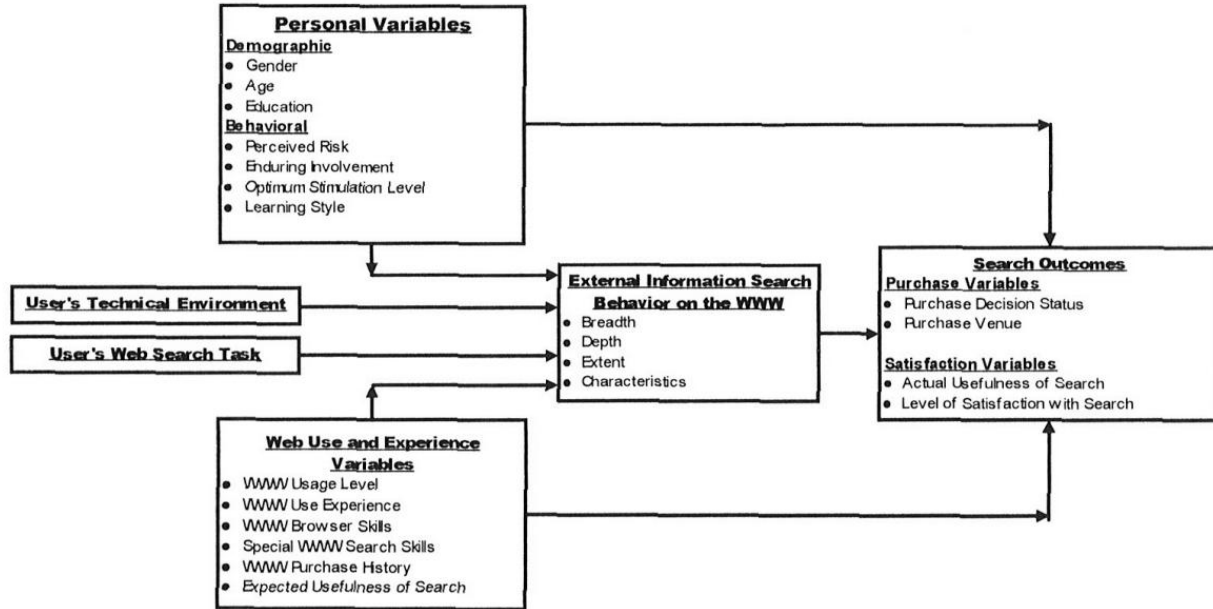 Personal Variables
Demographic
• Gender
• Age
• Education
Behavioral
• Perceived Risk
• Enduring Involvement
• Optimum Stimulation Level
• Learning Style
User's Technical Environment
User's Web Search Task
External Information Search
Behavior on the WWW
• Breadth
• Depth
• Extent
• Characteristics
Search Outcomes
Purchase Variables
• Purchase Decision Status
• Purchase Venue
Satisfaction Variables
• Actual Usefulness of Search
• Level of Satisfaction with Search
Web Use and Experience
Variables
• WWW Usage Level
• WWW Use Experience
• WWW Browser Skills
• Special WWW Search Skills
• WWW Purchase History
• Expected Usefulness of Search